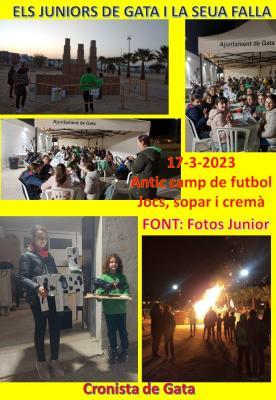 ELS JUNIORS DE GATA I LA SEUA FALLA
Ajuntament de Gata
Ajuntament de Gata
17-3-2023
Antic camp de futbol
Jocs, sopar i cremà
FONT: Fotos Junior
Cronista de Gata